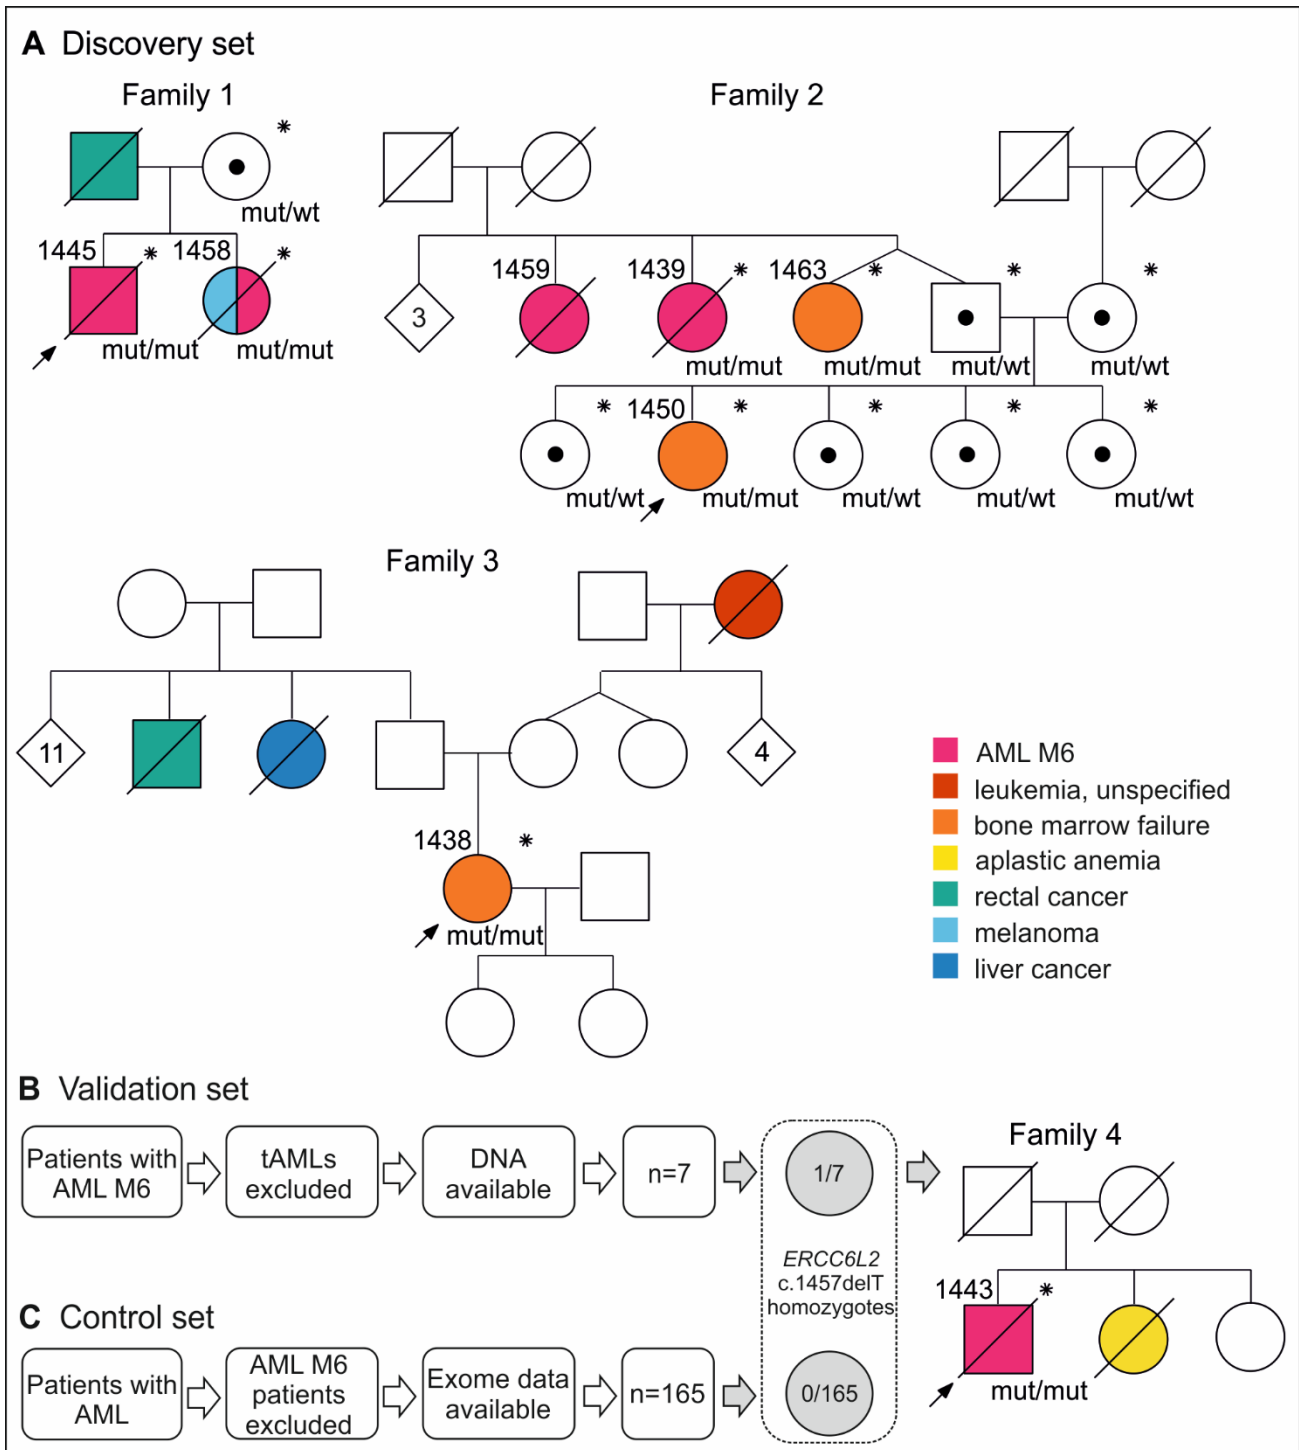 A Discovery set
Family 1
Family 2
*
mut/wt
1445 * 1458 *
mut/mut mut/mut
3
1459 1439 * 1463 * * *
mut/mut mut/mut mut/wt mut/wt
* 1450 * * * *
mut/wt mut/mut mut/wt mut/wt mut/wt
Family 3
11
4
1438 *
mut/mut
AML M6
leukemia, unspecified
bone marrow failure
aplastic anemia
rectal cancer
melanoma
liver cancer
B Validation set
Patients with
AML M6
tAMLs
excluded
DNA
available
n=7
1/7
ERCC6L2
c.1457delT
homozygotes
Family 4
1443 *
mut/mut
C Control set
Patients with
AML
AML M6
patients
excluded
Exome data
available
n=165
0/165